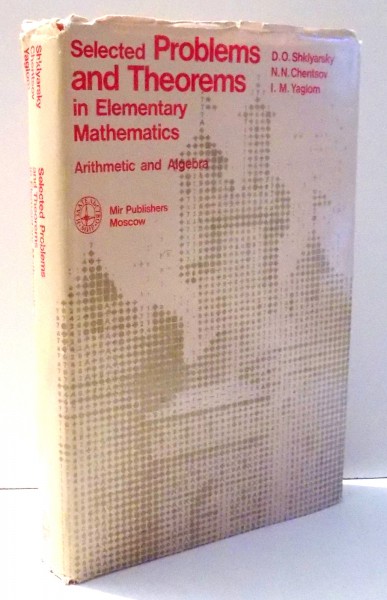 Selected Problems
and Theorems
in Elementary
Mathematics
Arithmetic and Algebra
D.O. Shklyarsky
N.N. Chentsov
I. M. Yaglom
Mir Publishers
Moscow
Shklyarsky
Chentsov
Yaglom
Selected Problems
and Theorems